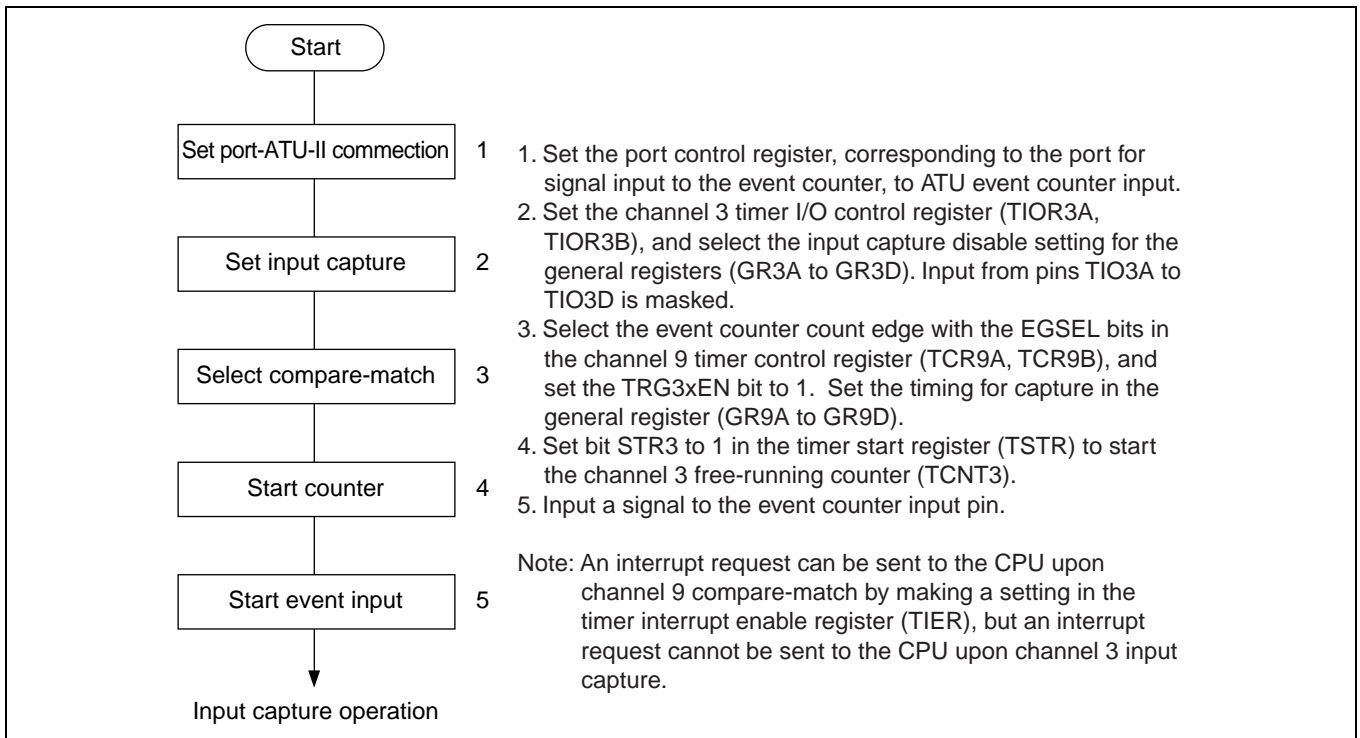 Start
Set port-ATU-II commection 1
Set input capture 2
Select compare-match 3
Start counter 4
Start event input 5
Input capture operation
1. Set the port control register, corresponding to the port for
signal input to the event counter, to ATU event counter input.
2. Set the channel 3 timer I/O control register (TIOR3A,
TIOR3B), and select the input capture disable setting for the
general registers (GR3A to GR3D). Input from pins TIO3A to
TIO3D is masked.
3. Select the event counter count edge with the EGSEL bits in
the channel 9 timer control register (TCR9A, TCR9B), and
set the TRG3xEN bit to 1. Set the timing for capture in the
general register (GR9A to GR9D).
4. Set bit STR3 to 1 in the timer start register (TSTR) to start
the channel 3 free-running counter (TCNT3).
5. Input a signal to the event counter input pin.
Note: An interrupt request can be sent to the CPU upon
channel 9 compare-match by making a setting in the
timer interrupt enable register (TIER), but an interrupt
request cannot be sent to the CPU upon channel 3 input
capture.